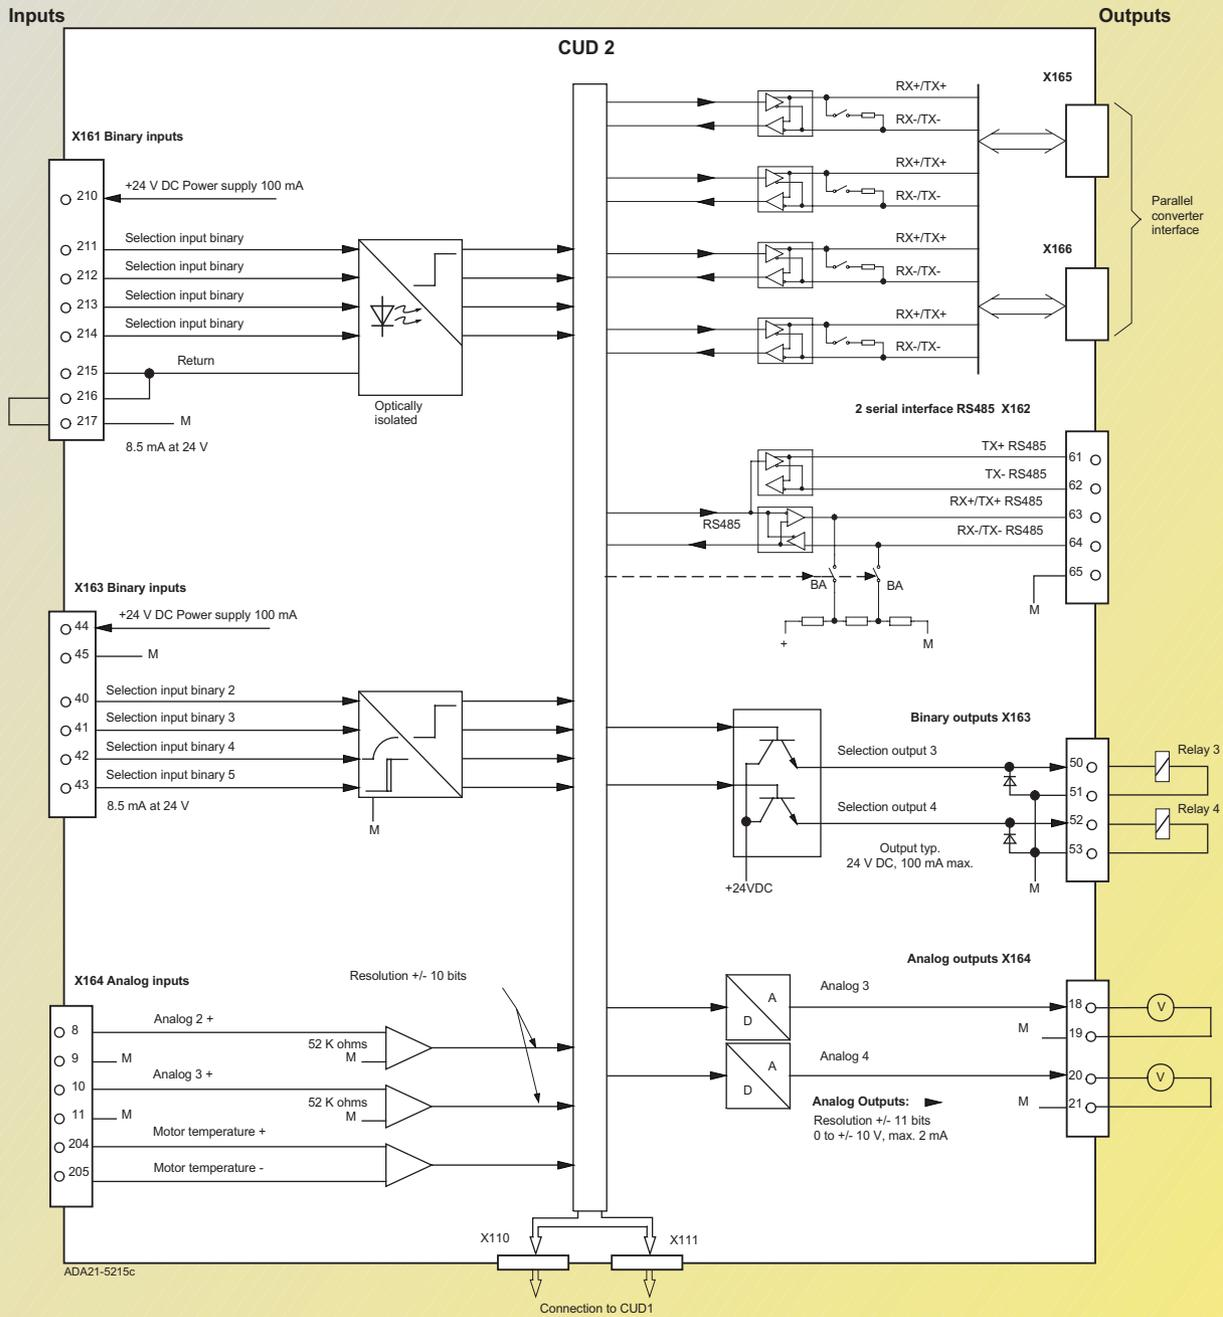 Inputs
Outputs
CUD 2
X161 Binary inputs
210
+24 V DC Power supply 100 mA
211
Selection input binary
212
Selection input binary
213
Selection input binary
214
Selection input binary
215
Return
216
217
M
8.5 mA at 24 V
Optically
isolated
X163 Binary inputs
44
+24 V DC Power supply 100 mA
45
M
40
Selection input binary 2
41
Selection input binary 3
42
Selection input binary 4
43
Selection input binary 5
8.5 mA at 24 V
M
X164 Analog inputs
Resolution +/- 10 bits
8
Analog 2 +
52 K ohms
M
9
M
10
Analog 3 +
52 K ohms
M
11
M
204
Motor temperature +
205
Motor temperature -
X165
RX+/TX+
RX-/TX-
RX+/TX+
RX-/TX-
Parallel
converter
interface
X166
RX+/TX+
RX-/TX-
RX+/TX+
RX-/TX-
2 serial interface RS485 X162
TX+ RS485
61
TX- RS485
62
RX+/TX+ RS485
63
RS485
RX-/TX- RS485
64
BA
BA
65
M
+
M
Binary outputs X163
Selection output 3
50
Relay 3
51
Selection output 4
52
Relay 4
53
Output typ.
24 V DC, 100 mA max.
+24VDC
M
Analog outputs X164
A
D
Analog 3
18
V
M
19
A
D
Analog 4
20
V
M
21
Analog Outputs:
Resolution +/- 11 bits
0 to +/- 10 V, max. 2 mA
X110
X111
ADA21-5215c
Connection to CUD1